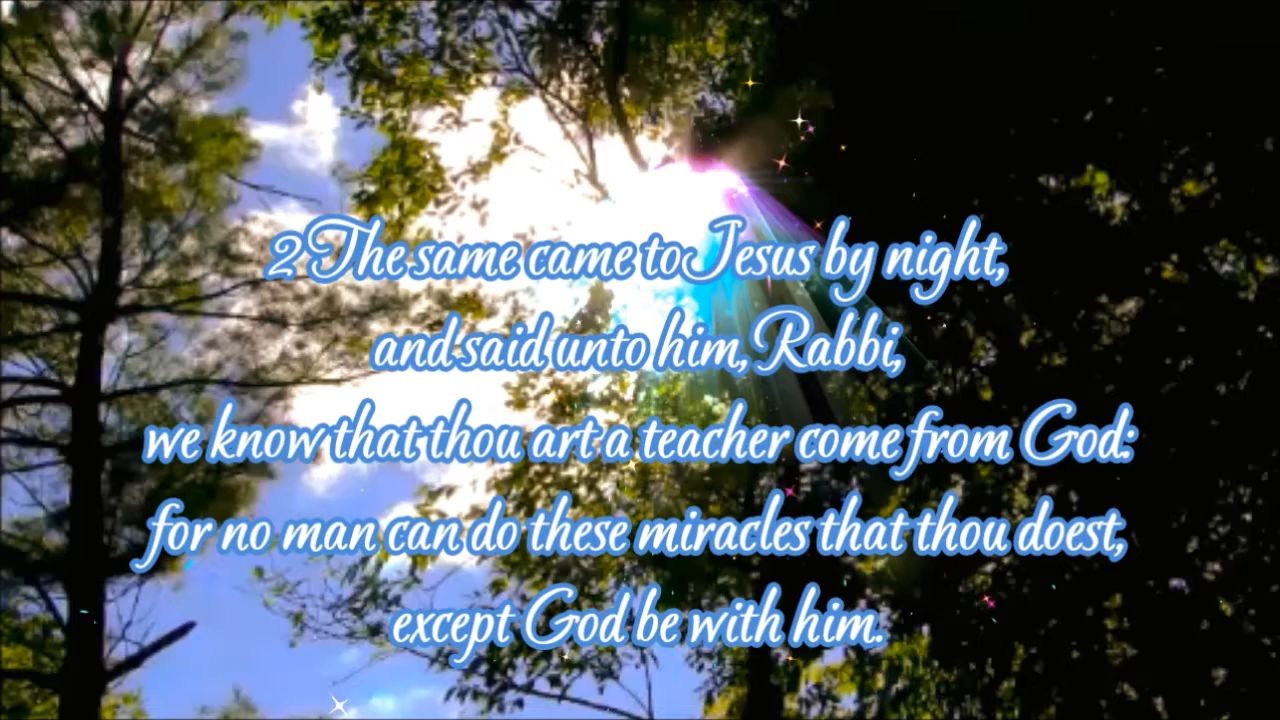 2 The same came to Jesus by night,
and said unto him, Rabbi,
we know that thou art a teacher come from God:
for no man can do these miracles that thou doest,
except God be with him.